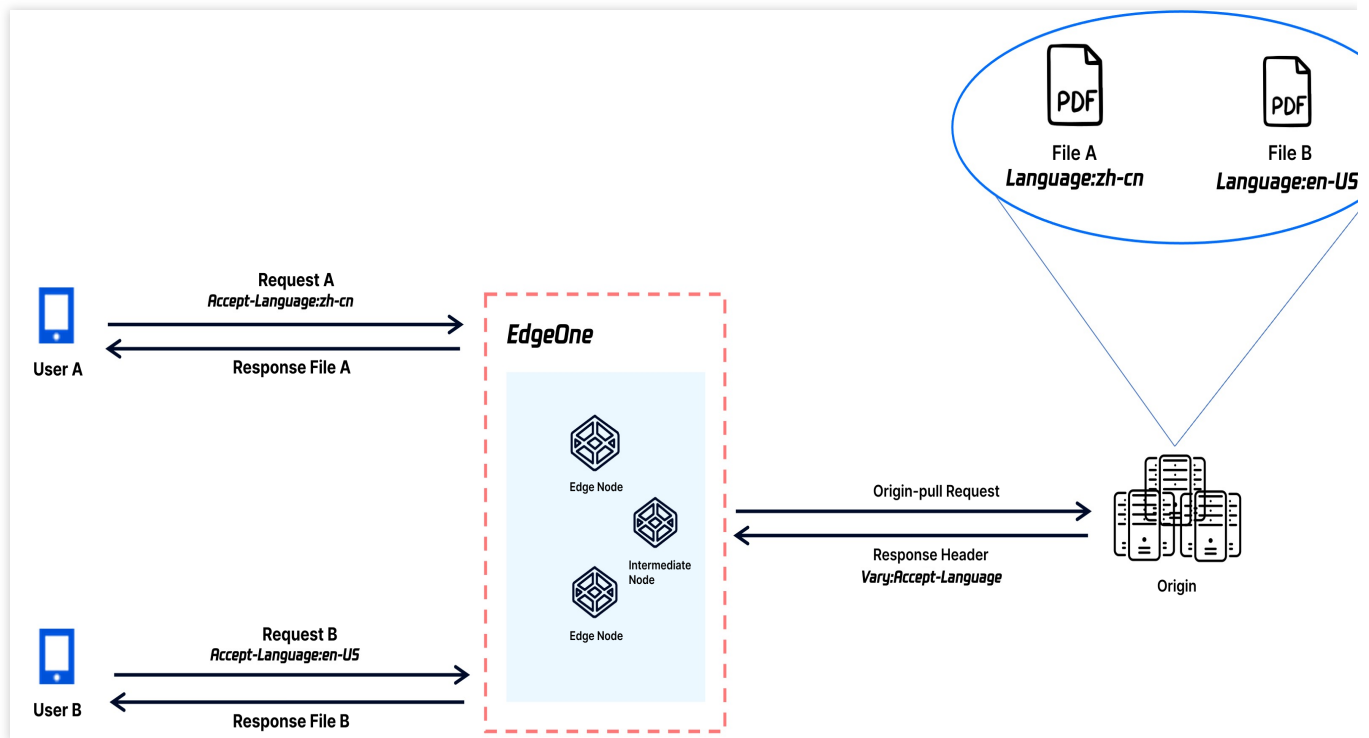 PDF
PDF
File A
Language:zh-cn
File B
Language:en-US
Request A
Accept-Language:zh-cn
User A
Response File A
EdgeOne
Edge Node
Intermediate
Node
Edge Node
Origin-pull Request
Response Header
Vary:Accept-Language
Origin
Request B
Accept-Language:en-US
User B
Response File B